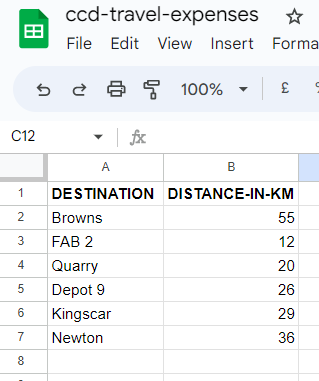 ccd-travel-expenses
File Edit View Insert Forma
100% £
C12 fx
A B
1 DESTINATION DISTANCE-IN-KM
2 Browns 55
3 FAB 2 12
4 Quarry 20
5 Depot 9 26
6 Kingscar 29
7 Newton 36
8